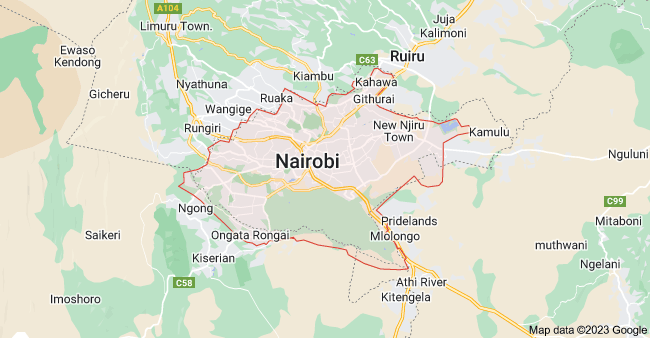 A104
Limuru Town.
Juja
Kalimoni
Ewaso
Kendong
C63
Ruiru
Nyathuna
Kiambu
Kahawa
Gicheru
Ruaka
Githurai
Wangige
Rungiri
New Njiru
Town
Kamulu
Nairobi
Nguluni
C99
Ngong
Pridelands
Mitaboni
Saikeri
Ongata Rongai
Mlolongo
muthwani
Kiserian
Ngelani
C58
Athi River
Imoshoro
Kitengela
Map data ©2023 Google